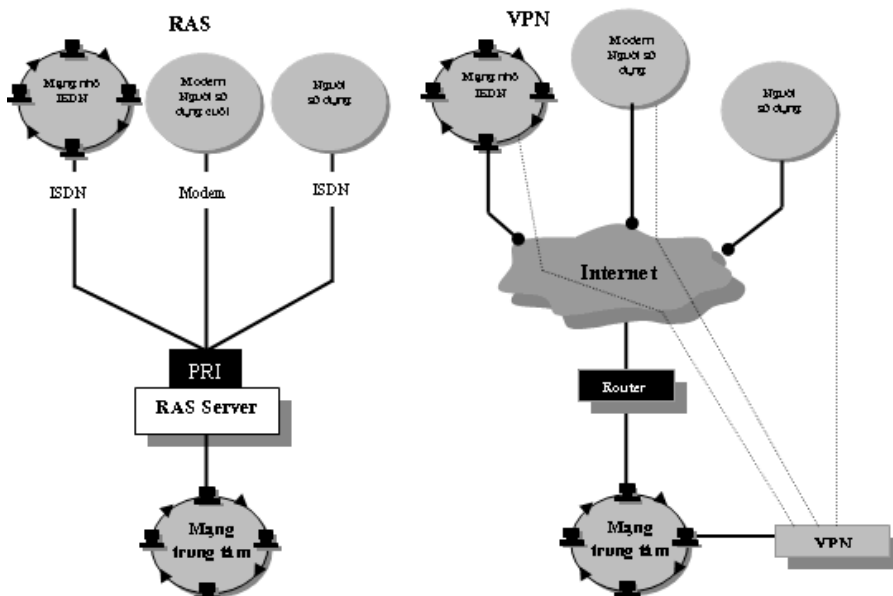 RAS
Mạng nhỏ
ISDN
Modem
Người sử
dụng cuối
Người
sử dụng
ISDN
Modem
ISDN
PRI
RAS Server
Mạng
trung tâm
VPN
Mạng nhỏ
ISDN
Modem
Người sử
dụng
Người
sử dụng
Internet
Router
Mạng
trung tâm
VPN